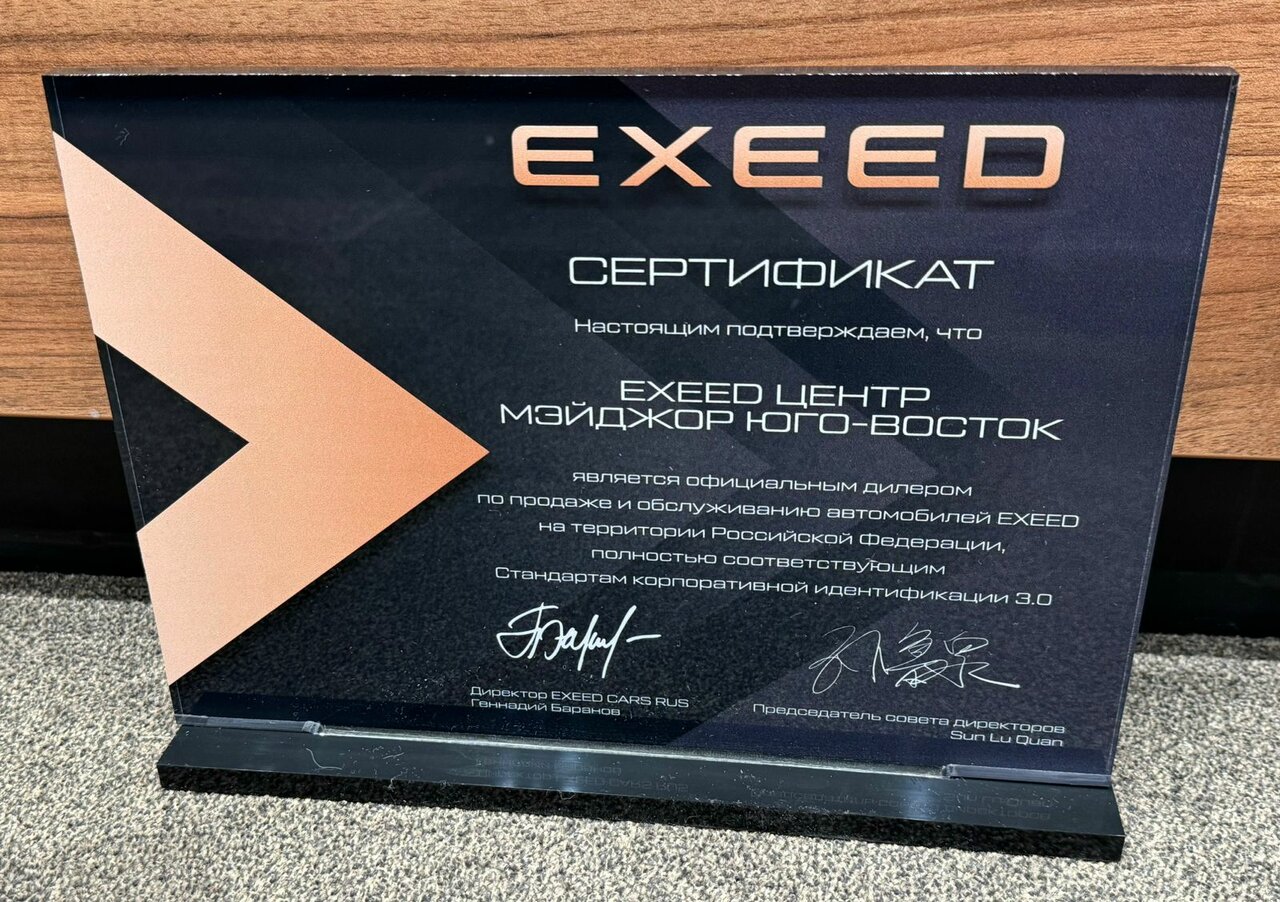 EXEED
СЕРТИФИКАТ
Настоящим подтверждаем, что
EXEED ЦЕНТР
МЭЙДЖОР ЮГО-ВОСТОК
является официальным дилером
по продаже и обслуживанию автомобилей EXEED
на территории Российской Федерации,
полностью соответствующим
Стандартам корпоративной идентификации 3.0
Директор EXEED CARS RUS
Геннадий Баранов
Председатель совета директоров
Sun Lu Quan